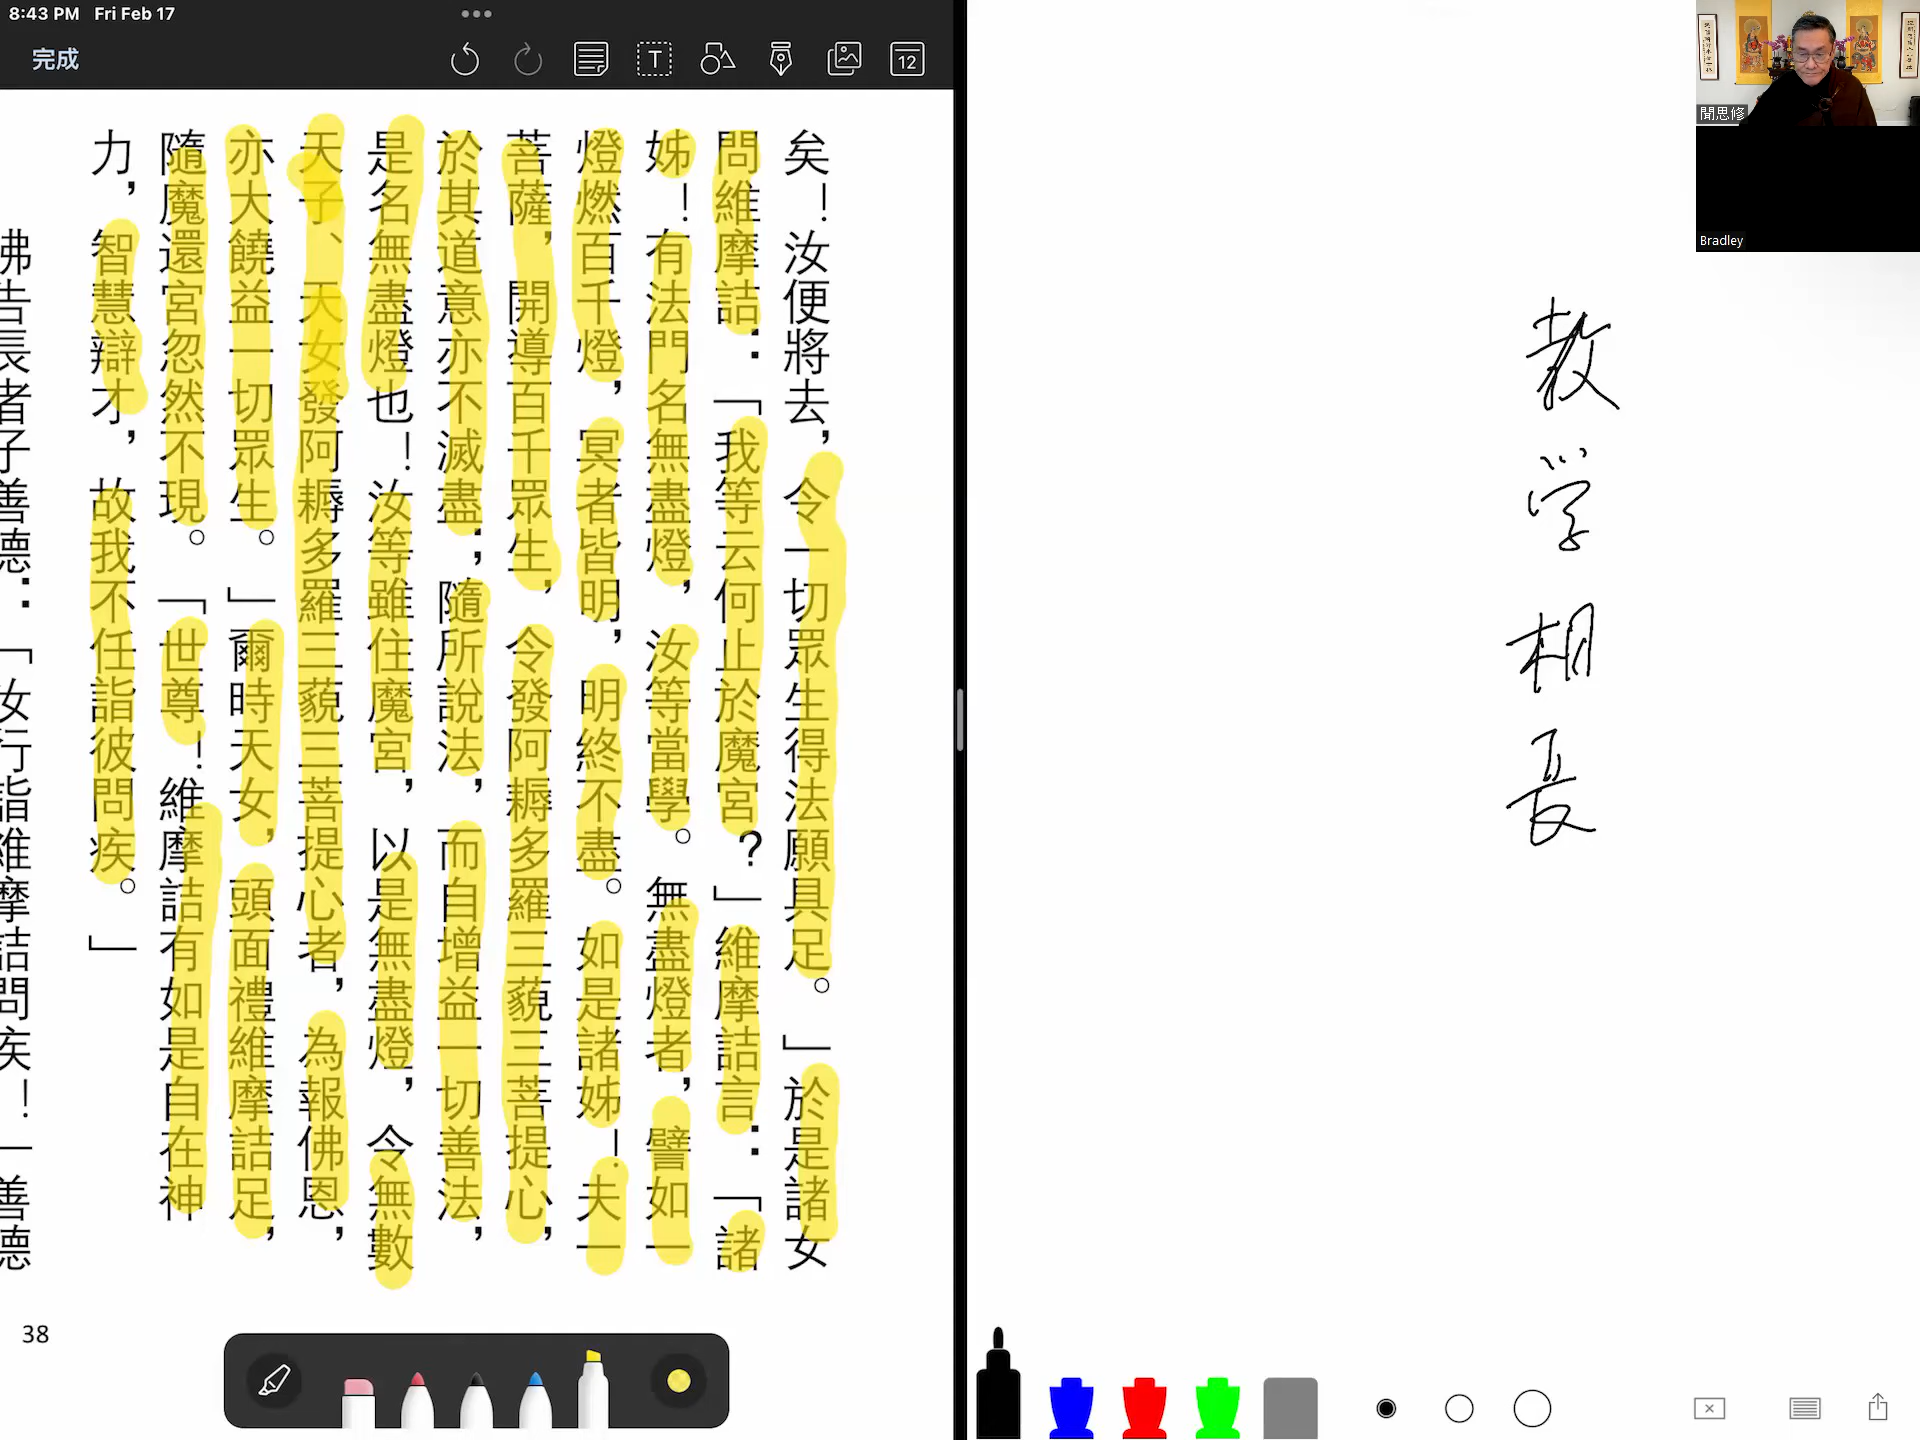 8:43 PM Fri Feb 17
完成
T
12
矣！汝便將去，令一切眾生得法願具足。」於是諸女
問維摩詰：「我等云何止於魔宮？」維摩詰言：「諸
姊！有法門名無盡燈，汝等當學。無盡燈者，譬如一
燈燃百千燈，冥者皆明，明終不盡。如是諸姊！夫一
菩薩，開導百千眾生，令發阿耨多羅三藐三菩提心，
於其道意亦不滅盡；隨所說法，而自增益一切善法，
是名無盡燈也！汝等雖住魔宮，以是無盡燈，令無數
天子、天女發阿耨多羅三藐三菩提心者，為報佛恩，
亦大饒益一切眾生。」爾時天女，頭面禮維摩詰足，
隨魔還宮忽然不現。「世尊！維摩詰有如是自在神
力，智慧辯才，故我不任詣彼問疾。」
佛告長者子善德：「女行詣維摩詰問疾！—善德
38
教学相長
聞思修
Bradley